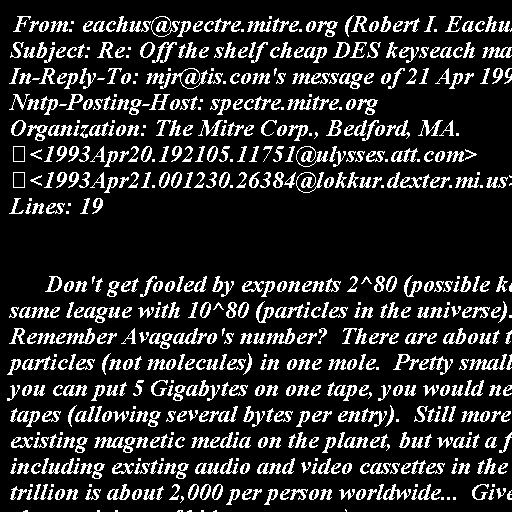 From: eachus@spectre.mitre.org (Robert I. Eachus
Subject: Re: Off the shelf cheap DES keyseach ma
In-Reply-To: mjr@tis.com's message of 21 Apr 199
Nntp-Posting-Host: spectre.mitre.org
Organization: The Mitre Corp., Bedford, MA.
<1993Apr20.192105.11751@ulysses.att.com>
<1993Apr21.001230.26384@lokkur.dexter.mi.us>
Lines: 19
Don't get fooled by exponents 2^80 (possible k
same league with 10^80 (particles in the universe).
Remember Avagadro's number? There are about t
particles (not molecules) in one mole. Pretty small
you can put 5 Gigabytes on one tape, you would ne
tapes (allowing several bytes per entry). Still more
existing magnetic media on the planet, but wait a f
including existing audio and video cassettes in the
trillion is about 2,000 per person worldwide... Give